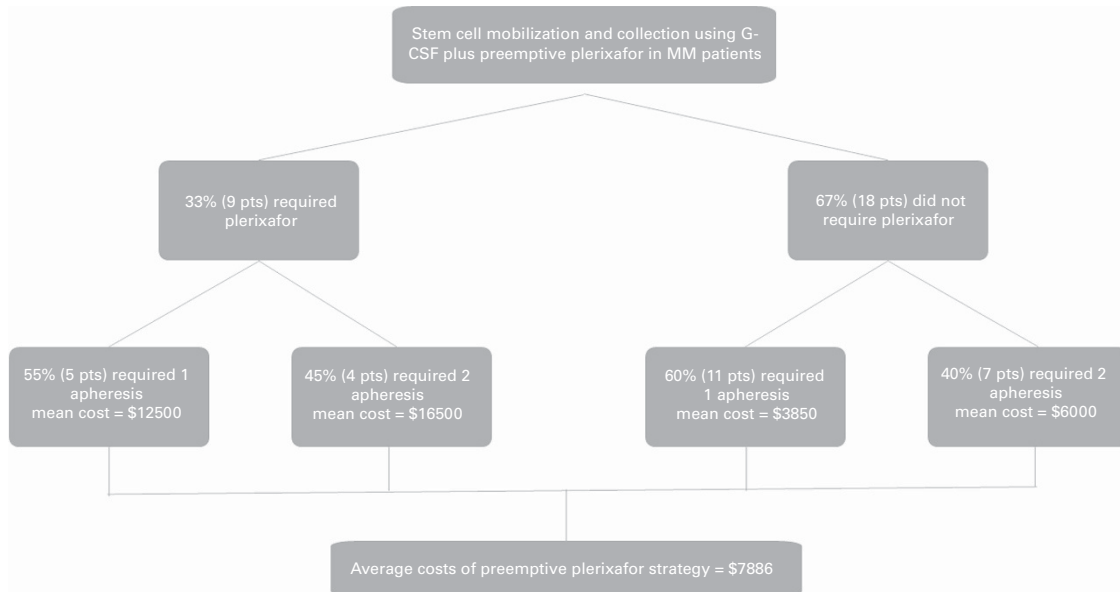 Stem cell mobilization and collection using G-
CSF plus preemptive plerixafor in MM patients
33% (9 pts) required
plerixafor
67% (18 pts) did not
require plerixafor
55% (5 pts) required 1
apheresis
mean cost = $12500
45% (4 pts) required 2
apheresis
mean cost = $16500
60% (11 pts) required
1 apheresis
mean cost = $3850
40% (7 pts) required 2
apheresis
mean cost = $6000
Average costs of preemptive plerixafor strategy = $7886